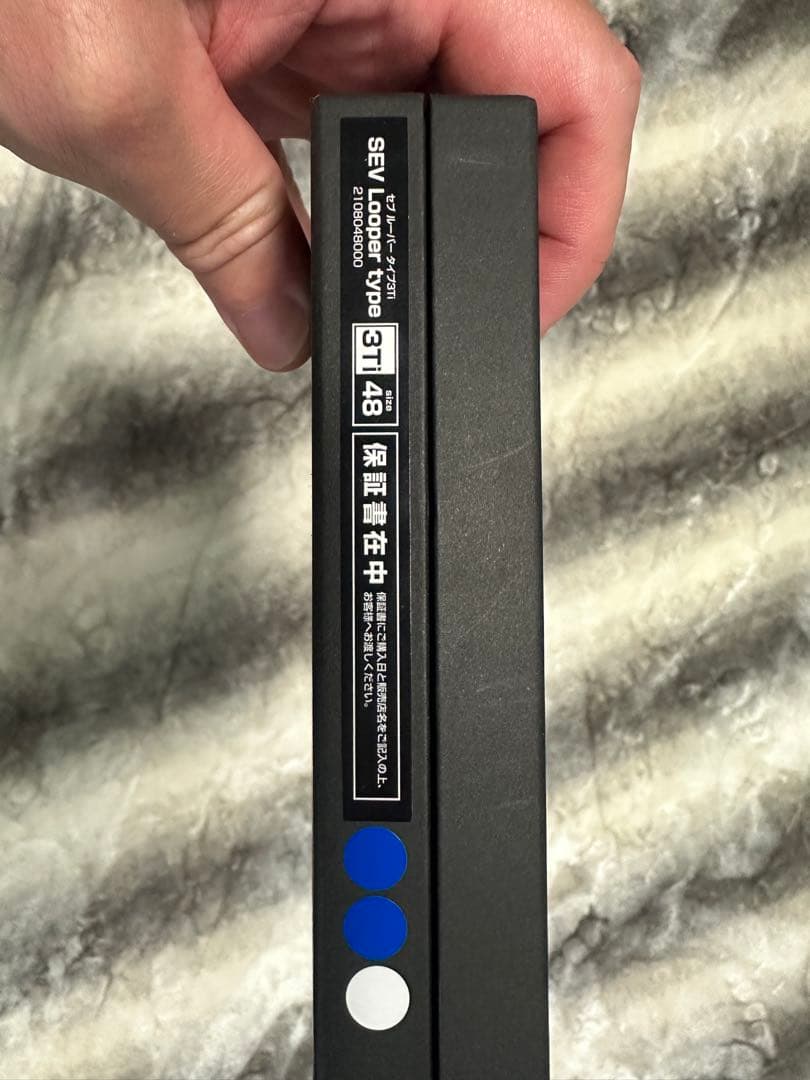 セブ ルーパー タイプ3Ti
SEV Looper type 3Ti
size
48
2108048000
保証書在中
保証書にご購入日と販売店名をご記入の上、
お客様へお渡しください。